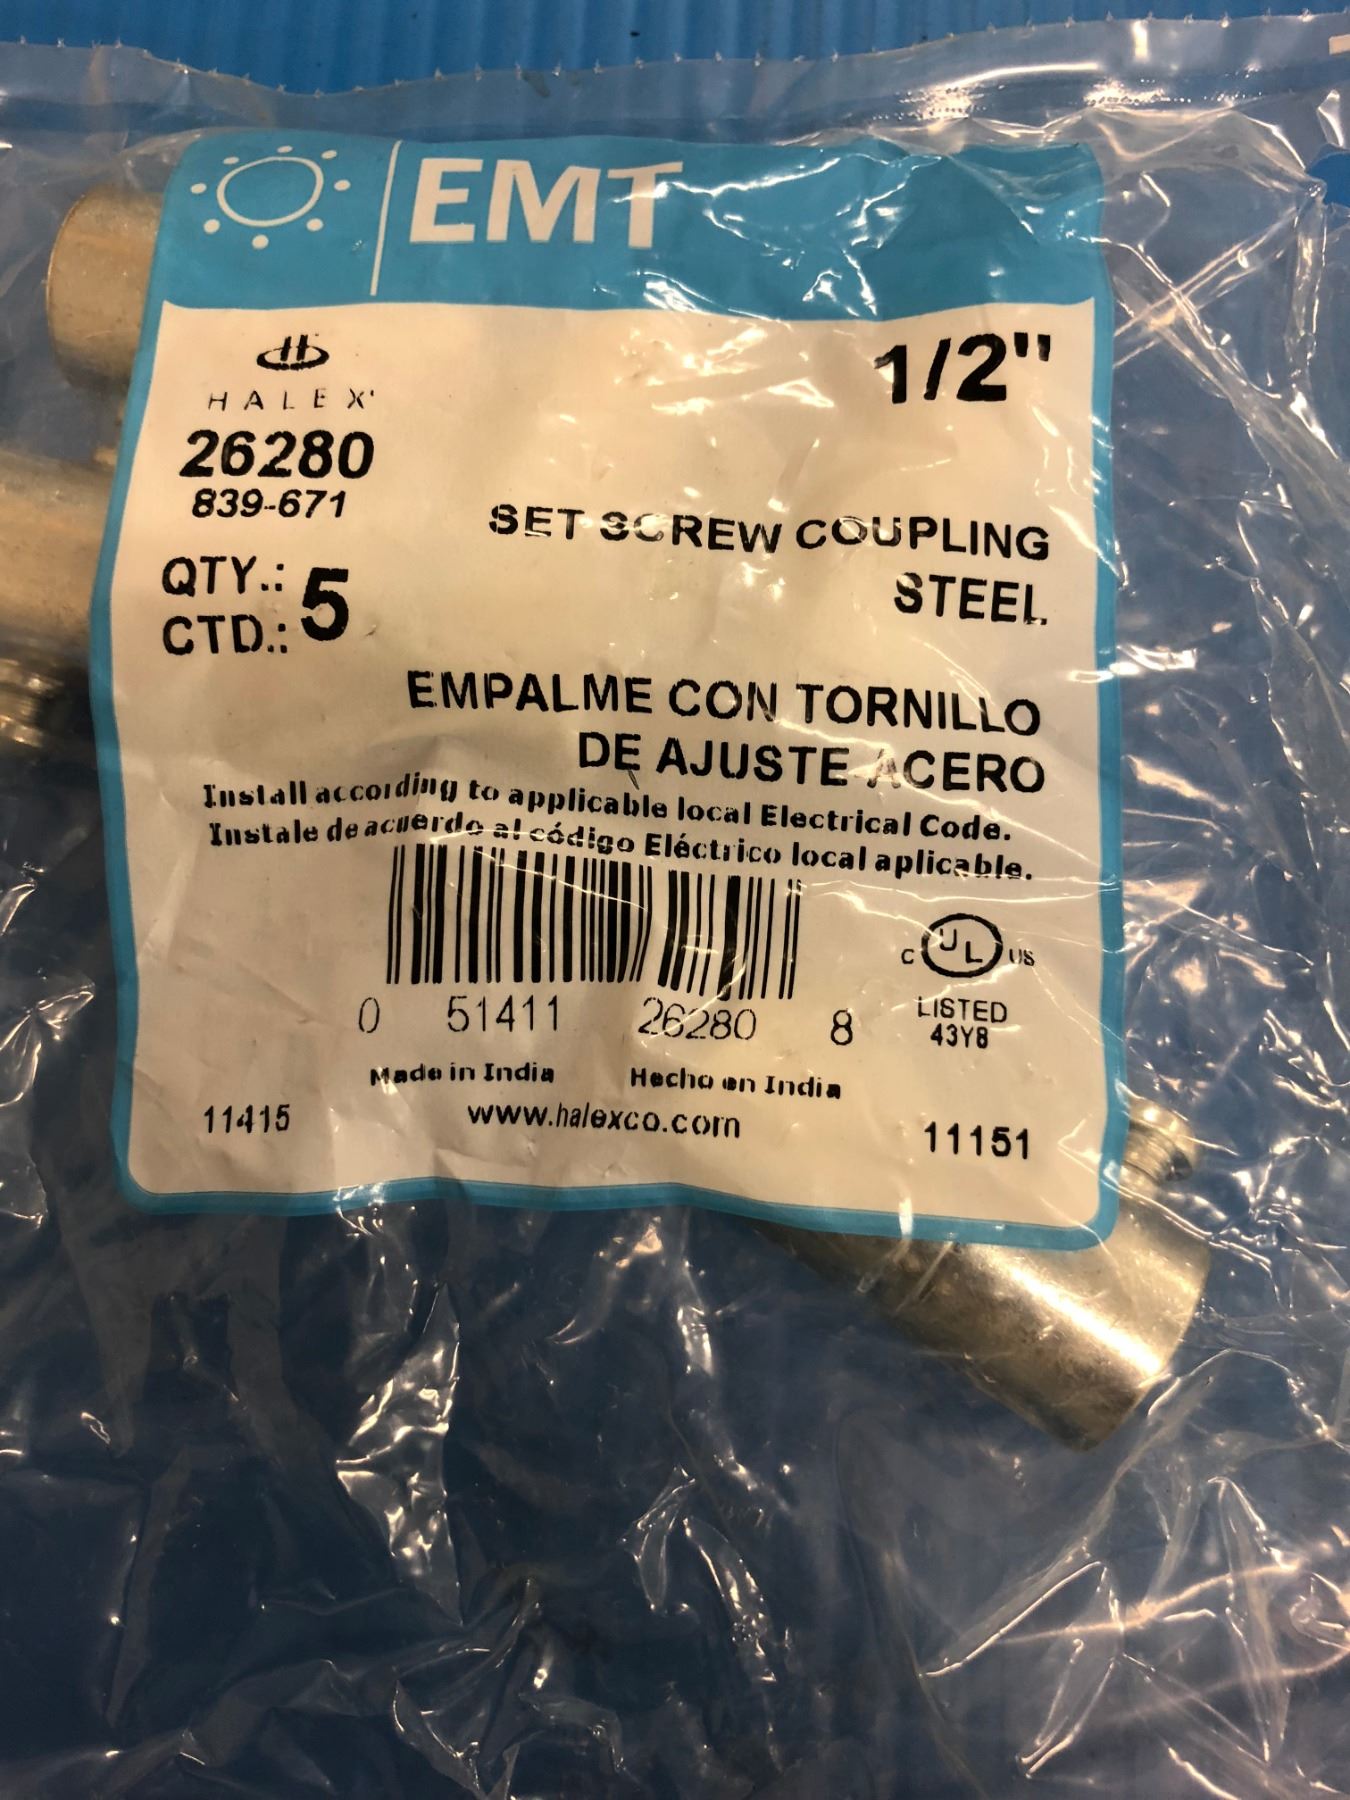 EMT
HALEX
1/2"
26280
839-671
SET SCREW COUPLING
STEEL
QTY.: 5
CTD.:
EMPALME CON TORNILLO
DE AJUSTE ACERO
Install according to applicable local Electrical Code.
Instale de acuerdo al código Eléctrico local aplicable.
C UL US
LISTED
43Y8
0 51411 26280 8
Made in India Hecho en India
11415 www.halexco.com 11151